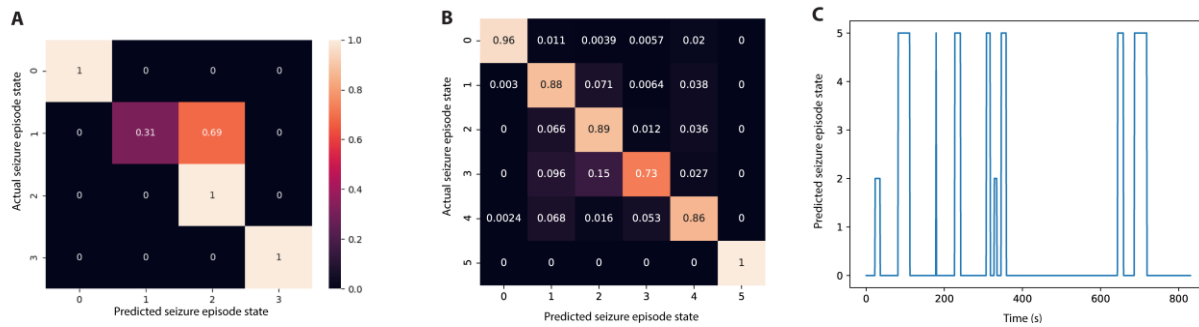 A
Actual seizure episode state
0 1 0 0 0
1 0 0.31 0.69 0
2 0 0 1 0
3 0 0 0 1
0 1 2 3
Predicted seizure episode state
1.0
0.8
0.6
0.4
0.2
0.0
B
Actual seizure episode state
0 0.96 0.011 0.0039 0.0057 0.02 0
1 0.003 0.88 0.071 0.0064 0.038 0
2 0 0.066 0.89 0.012 0.036 0
3 0 0.096 0.15 0.73 0.027 0
4 0.0024 0.068 0.016 0.053 0.86 0
5 0 0 0 0 0 1
0 1 2 3 4 5
Predicted seizure episode state
C
Predicted seizure episode state
5
4
3
2
1
0
0 200 400 600 800
Time (s)